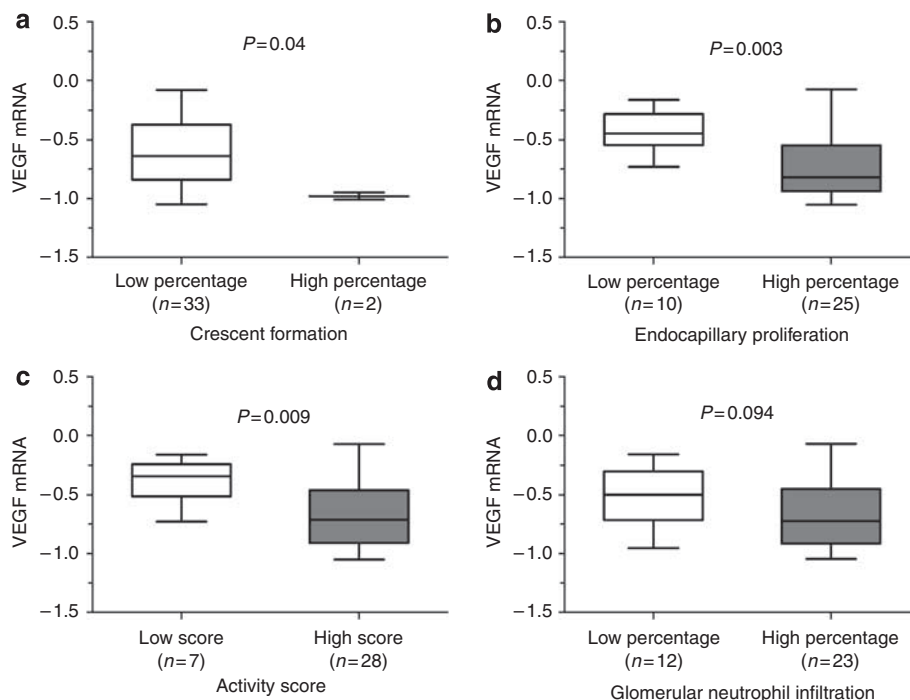 a
P=0.04
VEGF mRNA
0.5
0.0
−0.5
−1.0
−1.5
Low percentage
(n=33)
High percentage
(n=2)
Crescent formation
b
P=0.003
VEGF mRNA
0.5
0.0
−0.5
−1.0
−1.5
Low percentage
(n=10)
High percentage
(n=25)
Endocapillary proliferation
c
P=0.009
VEGF mRNA
0.5
0.0
−0.5
−1.0
−1.5
Low score
(n=7)
High score
(n=28)
Activity score
d
P=0.094
VEGF mRNA
0.5
0.0
−0.5
−1.0
−1.5
Low percentage
(n=12)
High percentage
(n=23)
Glomerular neutrophil infiltration